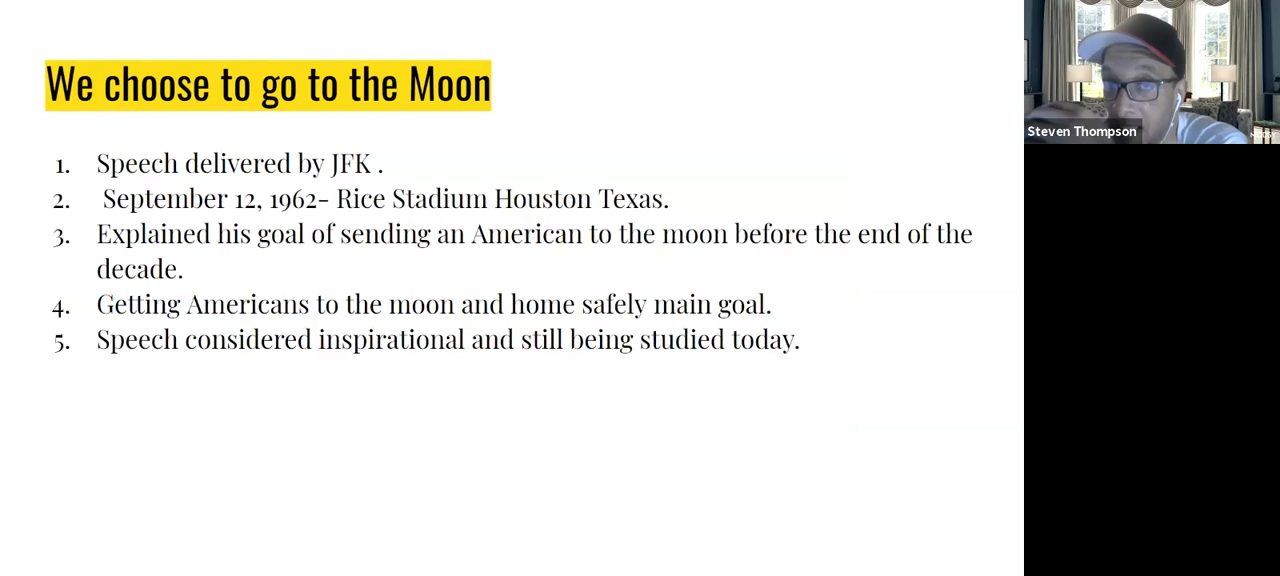 We choose to go to the Moon
1. Speech delivered by JFK .
2. September 12, 1962- Rice Stadium Houston Texas.
3. Explained his goal of sending an American to the moon before the end of the
decade.
4. Getting Americans to the moon and home safely main goal.
5. Speech considered inspirational and still being studied today.
Steven Thompson